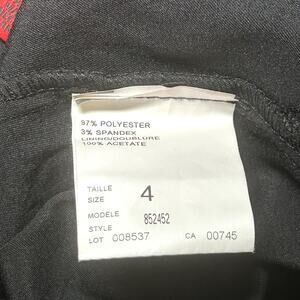 97% POLYESTER
3% SPANDEX
LINING/DOUBLURE
100% ACETATE
TAILLE
SIZE 4
MODELE
STYLE 852452
LOT 008537 CA 00745